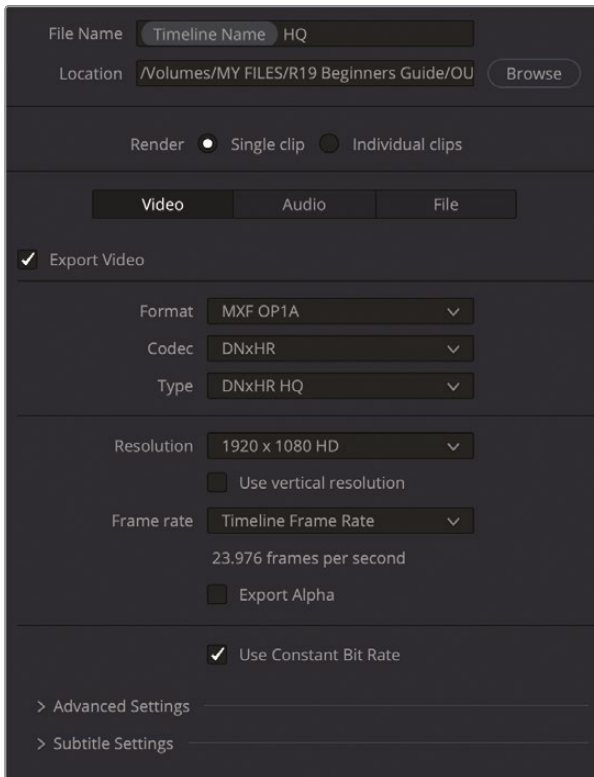 File Name Timeline Name HQ
Location /Volumes/MY FILES/R19 Beginners Guide/OU Browse
Render Single clip Individual clips
Video Audio File
Export Video
Format MXF OP1A
Codec DNxHR
Type DNxHR HQ
Resolution 1920 x 1080 HD
Use vertical resolution
Frame rate Timeline Frame Rate
23.976 frames per second
Export Alpha
Use Constant Bit Rate
> Advanced Settings
> Subtitle Settings